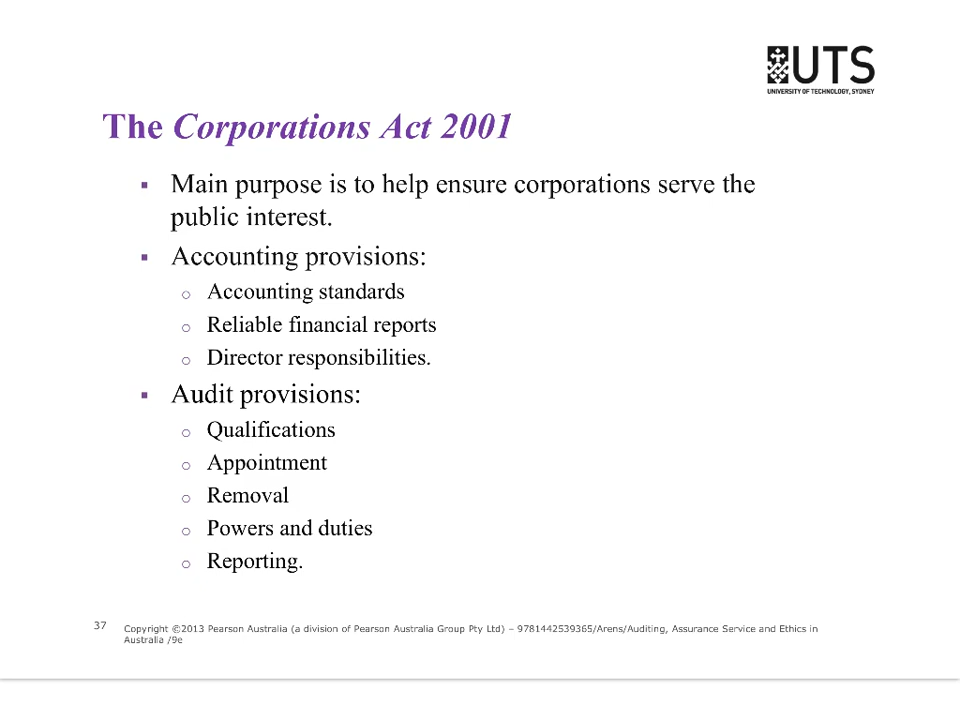 UTS
UNIVERSITY OF TECHNOLOGY, SYDNEY
The Corporations Act 2001
▪ Main purpose is to help ensure corporations serve the
public interest.
▪ Accounting provisions:
o Accounting standards
o Reliable financial reports
o Director responsibilities.
▪ Audit provisions:
o Qualifications
o Appointment
o Removal
o Powers and duties
o Reporting.
37
Copyright ©2013 Pearson Australia (a division of Pearson Australia Group Pty Ltd) – 9781442539365/Arens/Auditing, Assurance Service and Ethics in
Australia /9e